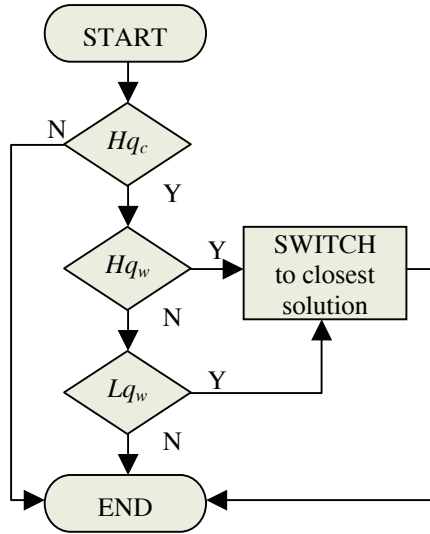 START
N
Hq_c
Y
Hq_w
Y
SWITCH
to closest
solution
N
Lq_w
Y
N
END